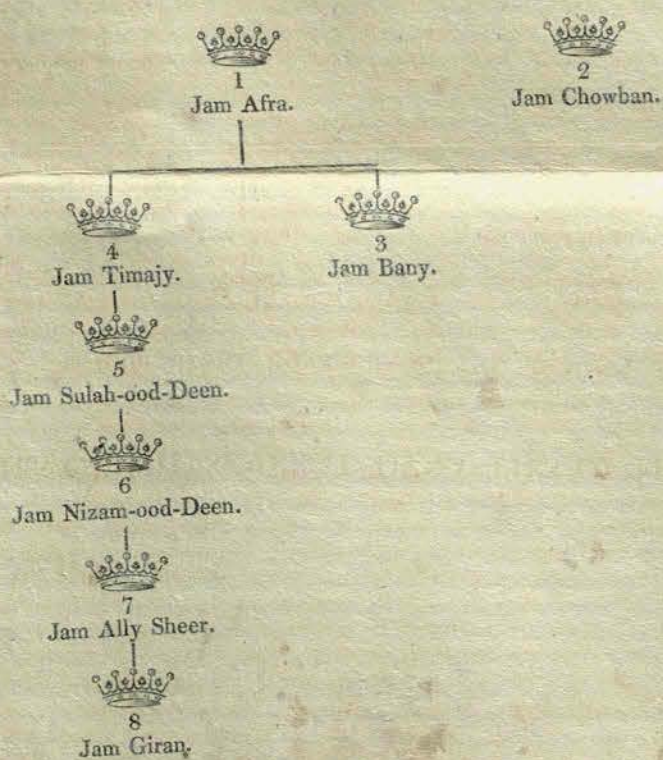 1
Jam Afra.
2
Jam Chowban.
4
Jam Timajy.
3
Jam Bany.
5
Jam Sulah-ood-Deen.
6
Jam Nizam-ood-Deen.
7
Jam Ally Sheer.
8
Jam Giran.